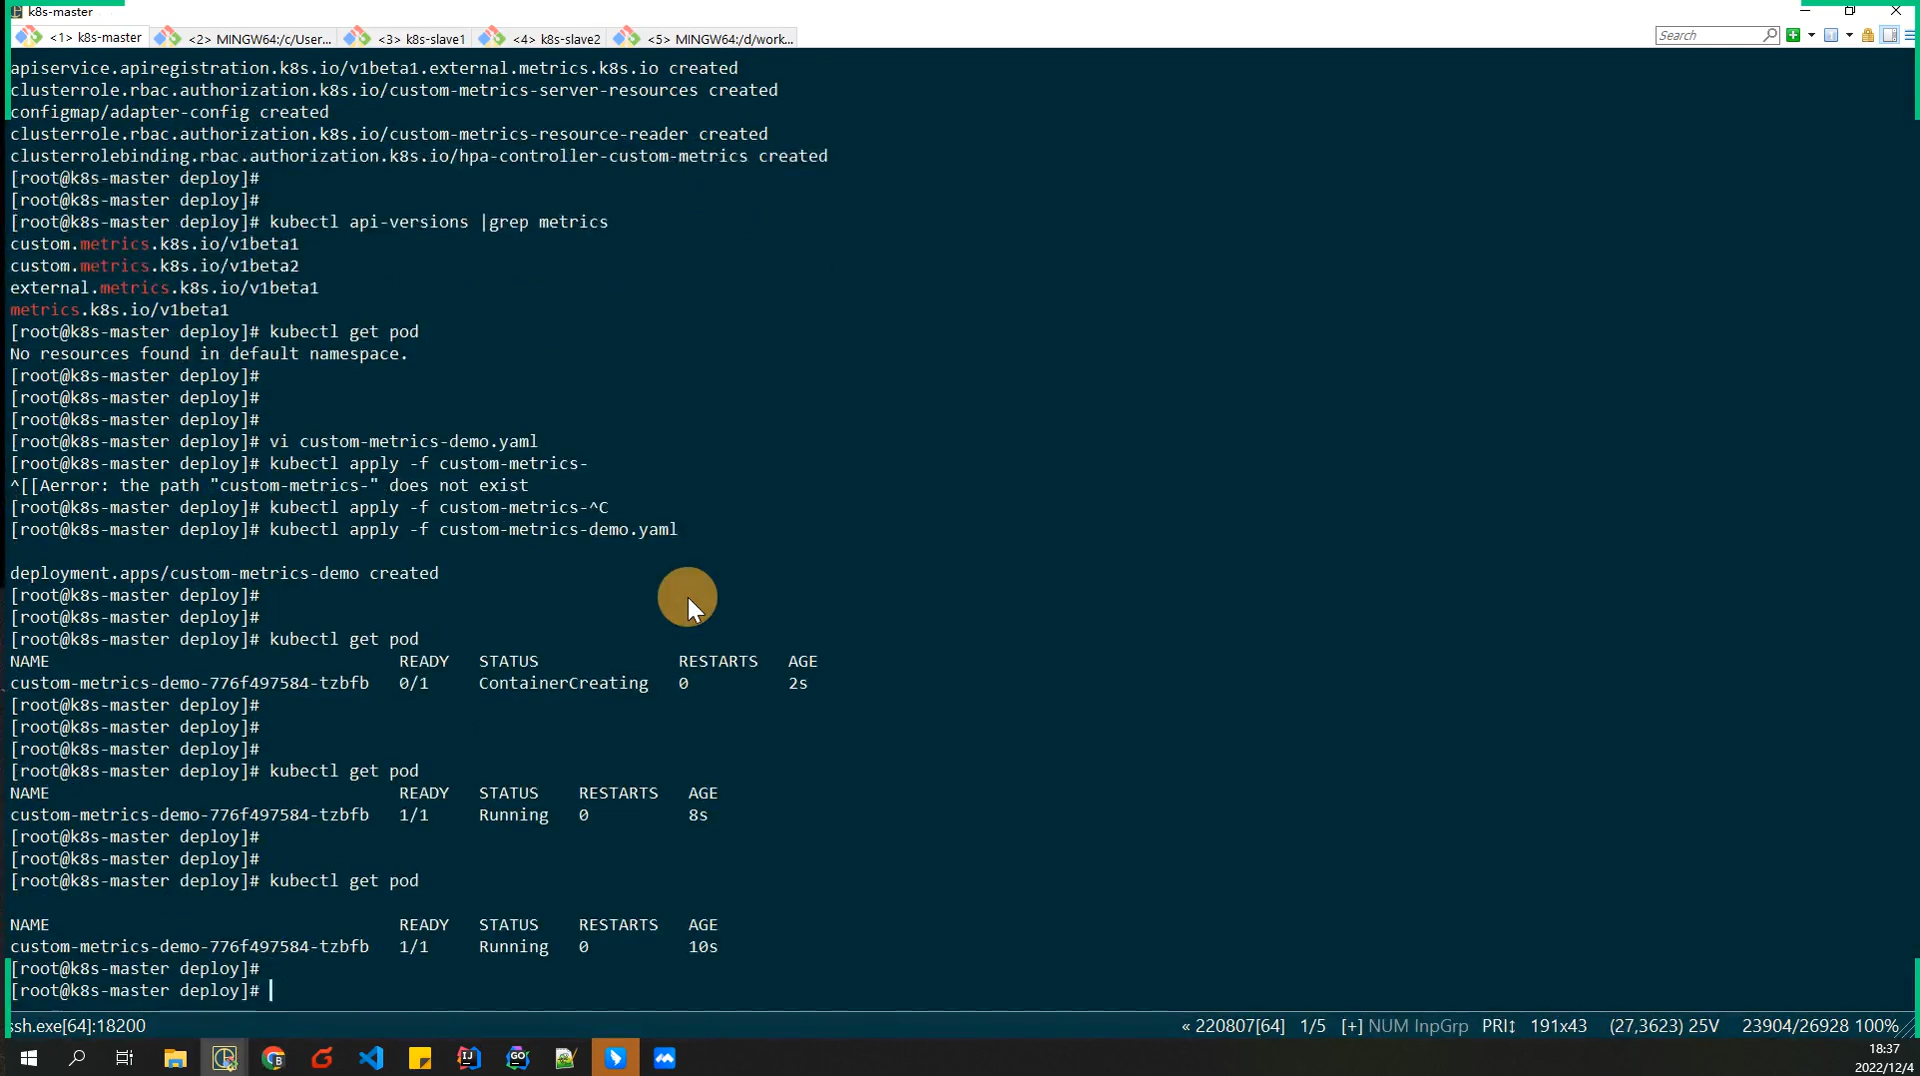 k8s-master
<1> k8s-master <2> MINGW64:/c/User... <3> k8s-slave1 <4> k8s-slave2 <5> MINGW64:/d/work... Search
apiservice.apiregistration.k8s.io/v1beta1.external.metrics.k8s.io created
clusterrole.rbac.authorization.k8s.io/custom-metrics-server-resources created
configmap/adapter-config created
clusterrole.rbac.authorization.k8s.io/custom-metrics-resource-reader created
clusterrolebinding.rbac.authorization.k8s.io/hpa-controller-custom-metrics created
[root@k8s-master deploy]#
[root@k8s-master deploy]#
[root@k8s-master deploy]# kubectl api-versions |grep metrics
custom.metrics.k8s.io/v1beta1
custom.metrics.k8s.io/v1beta2
external.metrics.k8s.io/v1beta1
metrics.k8s.io/v1beta1
[root@k8s-master deploy]# kubectl get pod
No resources found in default namespace.
[root@k8s-master deploy]#
[root@k8s-master deploy]#
[root@k8s-master deploy]#
[root@k8s-master deploy]# vi custom-metrics-demo.yaml
[root@k8s-master deploy]# kubectl apply -f custom-metrics-
^[[Aerror: the path "custom-metrics-" does not exist
[root@k8s-master deploy]# kubectl apply -f custom-metrics-^C
[root@k8s-master deploy]# kubectl apply -f custom-metrics-demo.yaml
deployment.apps/custom-metrics-demo created
[root@k8s-master deploy]#
[root@k8s-master deploy]#
[root@k8s-master deploy]# kubectl get pod
NAME READY STATUS RESTARTS AGE
custom-metrics-demo-776f497584-tzbfb 0/1 ContainerCreating 0 2s
[root@k8s-master deploy]#
[root@k8s-master deploy]#
[root@k8s-master deploy]#
[root@k8s-master deploy]# kubectl get pod
NAME READY STATUS RESTARTS AGE
custom-metrics-demo-776f497584-tzbfb 1/1 Running 0 8s
[root@k8s-master deploy]#
[root@k8s-master deploy]#
[root@k8s-master deploy]# kubectl get pod
NAME READY STATUS RESTARTS AGE
custom-metrics-demo-776f497584-tzbfb 1/1 Running 0 10s
[root@k8s-master deploy]#
[root@k8s-master deploy]#
ssh.exe[64]:18200 « 220807[64] 1/5 [+] NUM InpGrp PRI↕ 191x43 (27,3623) 25V 23904/26928 100%
18:37
2022/12/4